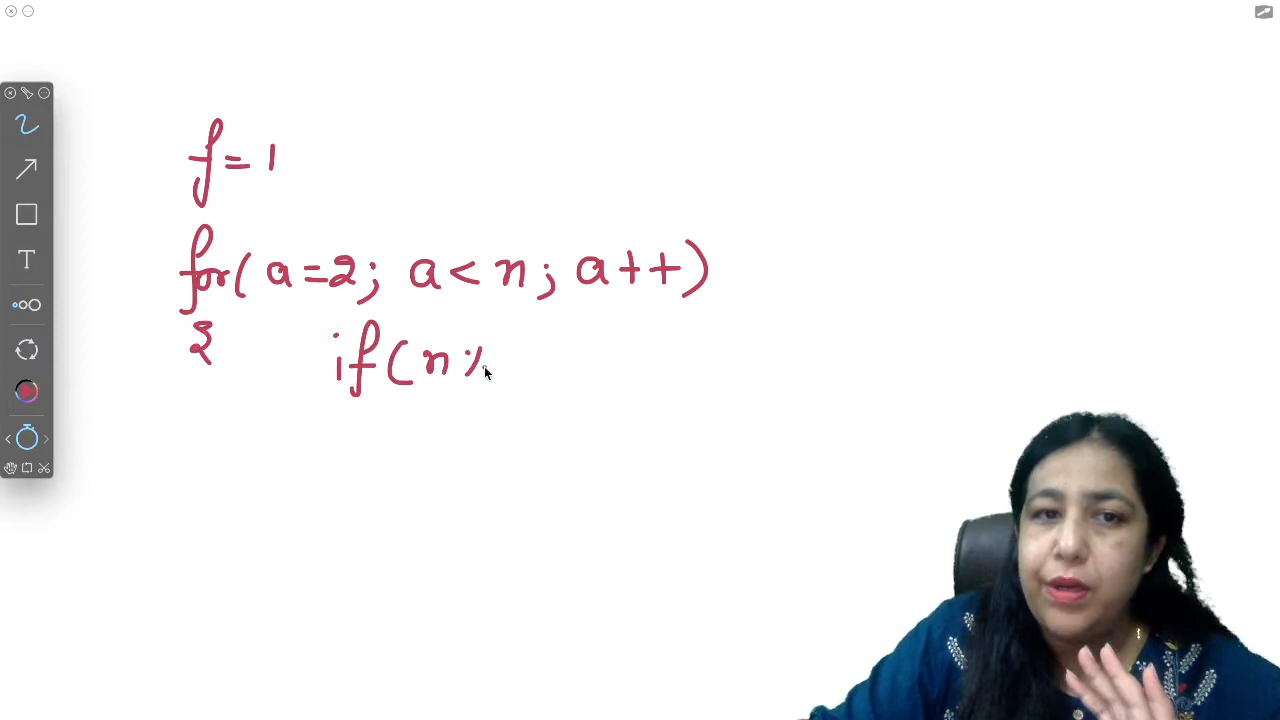 f=1
for( a=2; a<n; a++)
{ if(n%